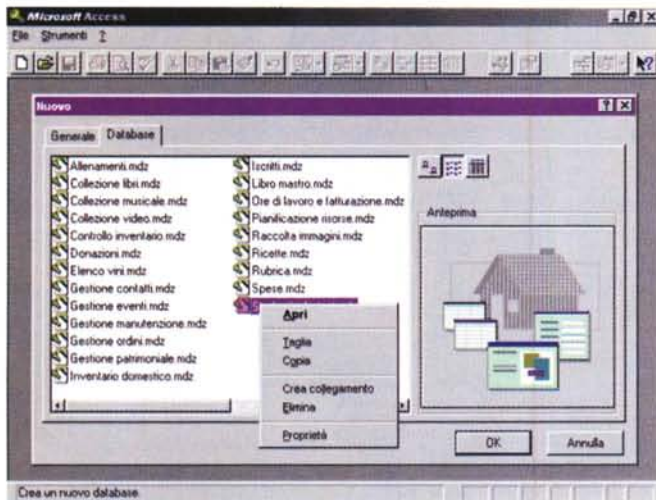 Microsoft Access
File Strumenti ?
Nuovo
Generale Database
Allenamenti.mdz
Collezione libri.mdz
Collezione musicale.mdz
Collezione video.mdz
Controllo inventario.mdz
Donazioni.mdz
Elenco vini.mdz
Gestione contatti.mdz
Gestione eventi.mdz
Gestione manutenzione.mdz
Gestione ordini.mdz
Gestione patrimoniale.mdz
Inventario domestico.mdz
Iscritti.mdz
Libro mastro.mdz
Ore di lavoro e fatturazione.mdz
Pianificazione risorse.mdz
Raccolta immagini.mdz
Ricette.mdz
Rubrica.mdz
Spese.mdz
Apri
Taglia
Copia
Crea collegamento
Elimina
Proprietà
Anteprima
OK Annulla
Crea un nuovo database